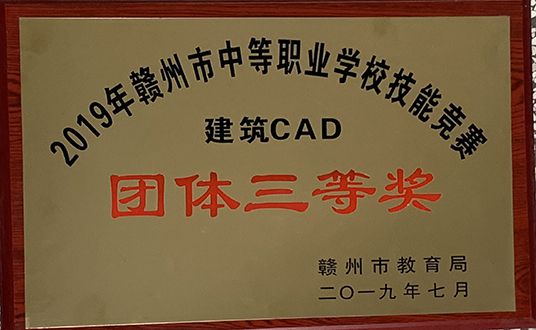 2019年赣州市中等职业学校技能竞赛
建筑CAD
团体三等奖
赣州市教育局
二〇一九年七月